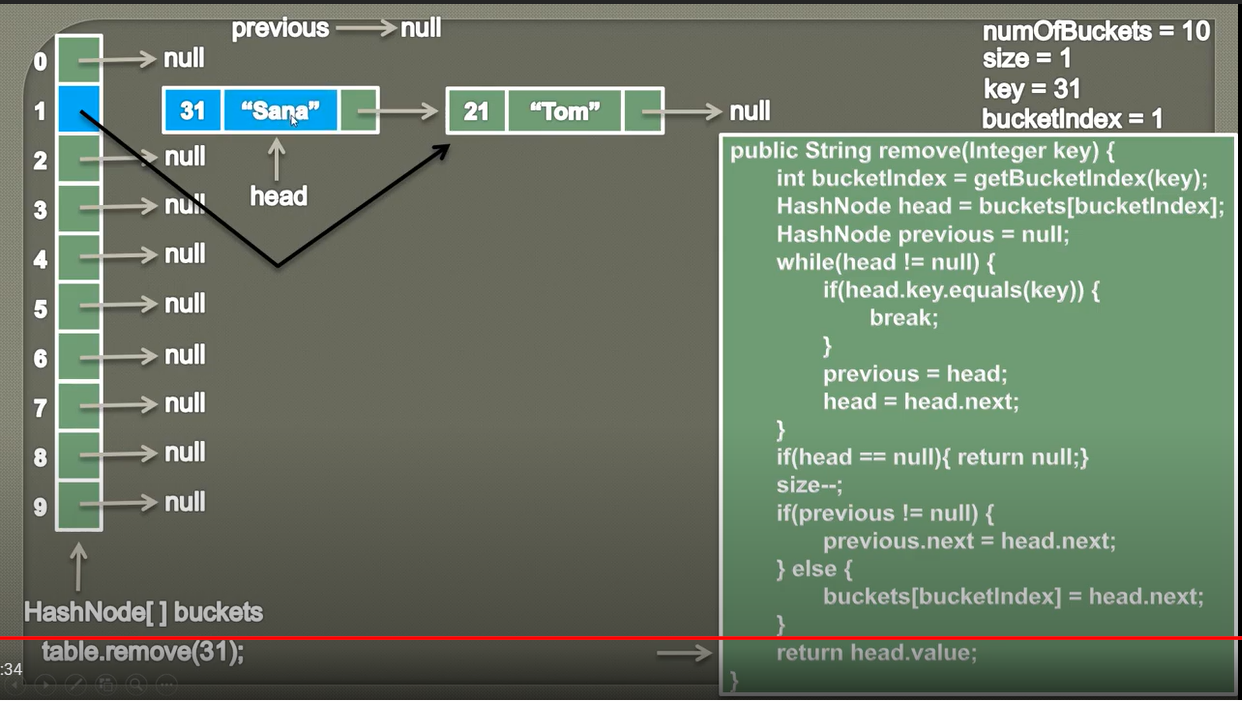 previous null
numOfBuckets = 10
size = 1
key = 31
bucketIndex = 1
0 null
1 31 “Sana” 21 “Tom” null
head
2 null
3 null
4 null
5 null
6 null
7 null
8 null
9 null
HashNode[ ] buckets
table.remove(31);
:34
public String remove(Integer key) {
int bucketIndex = getBucketIndex(key);
HashNode head = buckets[bucketIndex];
HashNode previous = null;
while(head != null) {
if(head.key.equals(key)) {
break;
}
previous = head;
head = head.next;
}
if(head == null){ return null;}
size--;
if(previous != null) {
previous.next = head.next;
} else {
buckets[bucketIndex] = head.next;
}
return head.value;
}